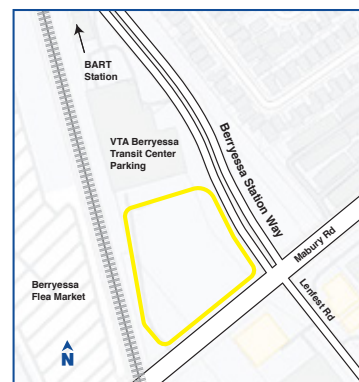 BART
Station
VTA Berryessa
Transit Center
Parking
Berryessa Station Way
Mabury Rd
Lenfest Rd
Berryessa
Flea Market
N